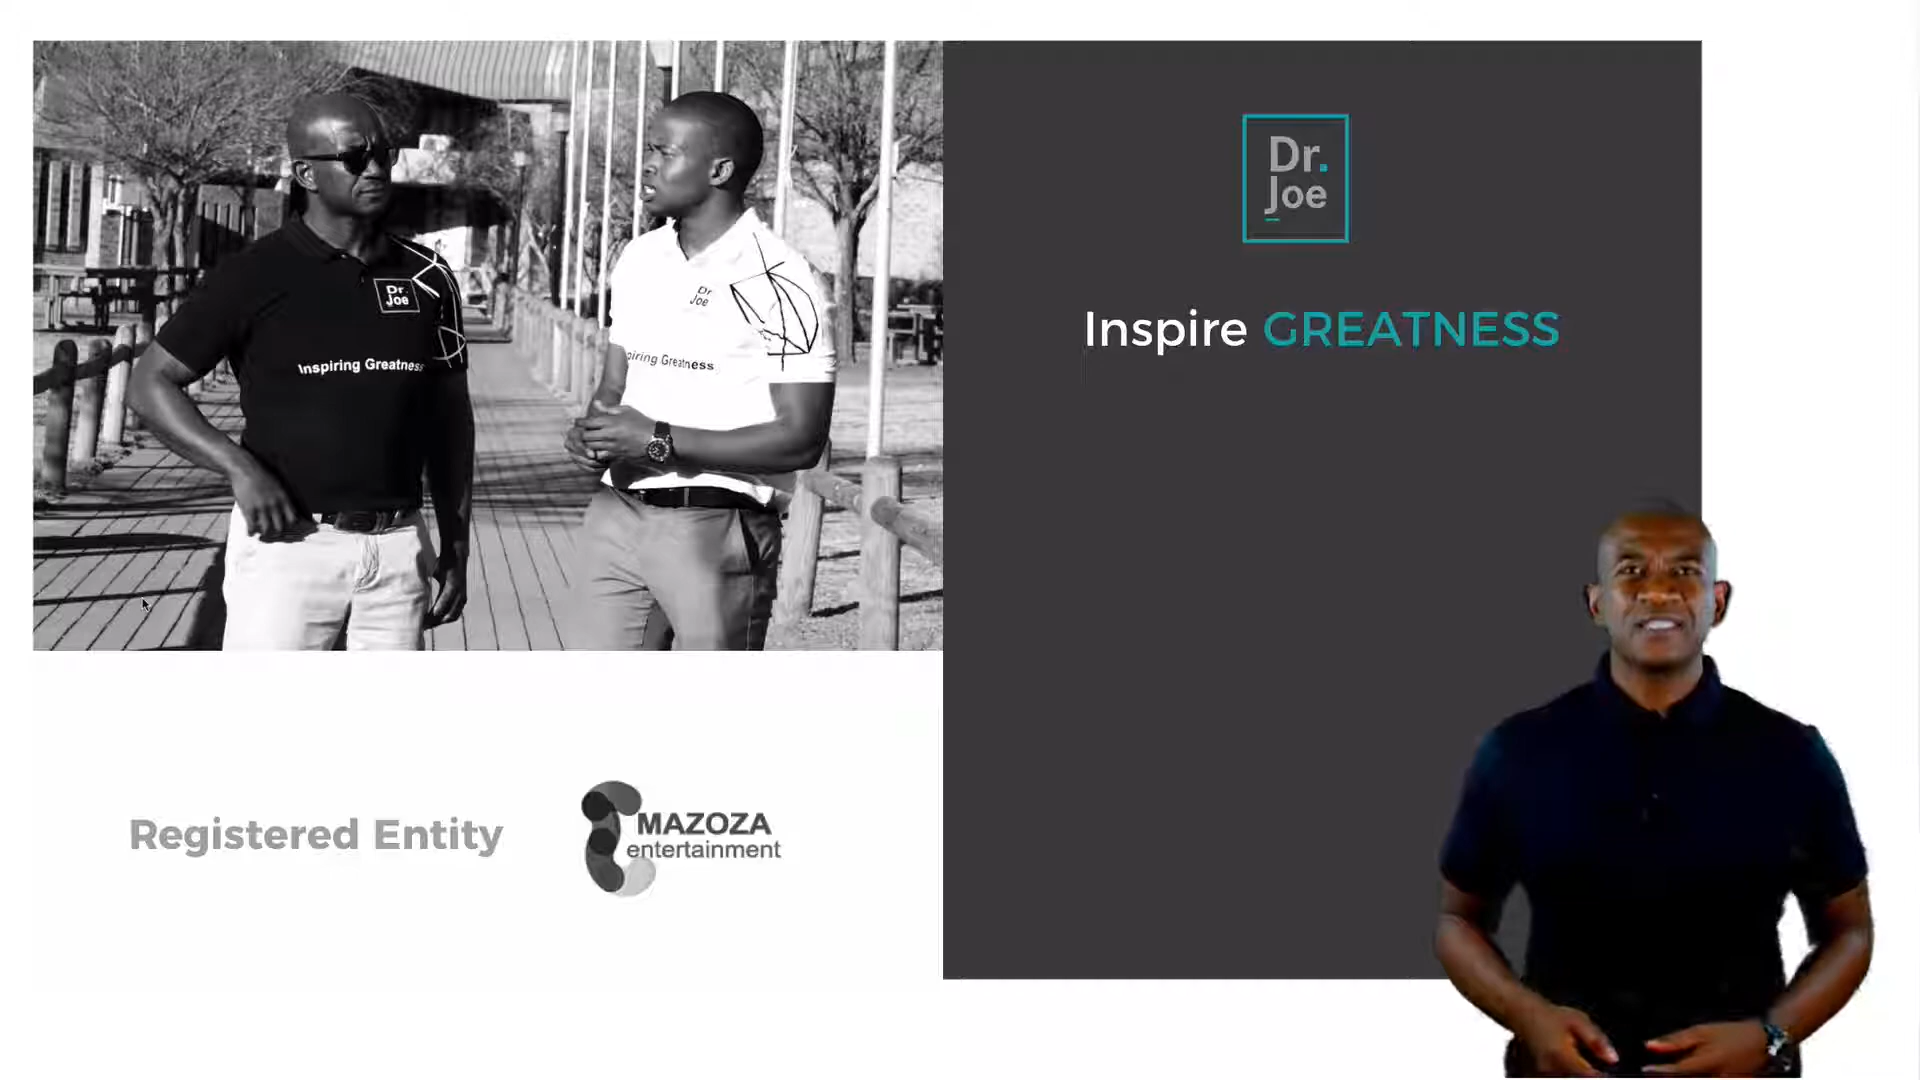 Dr.
Joe
Inspiring Greatness
Dr
Joe
piring Greatness
Dr.
Joe
Inspire GREATNESS
Registered Entity
MAZOZA
entertainment